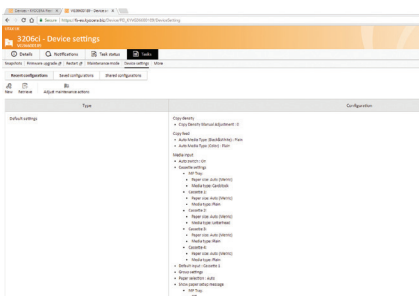 3206ci - Device settings
Details Notifications Task status Tasks
Snapshots Firmware upgrade Restart Maintenance mode Device settings More
Recent configurations Saved configurations Shared configurations
New Retrieve Adjust maintenance actions
Type Configuration
Default settings
Copy density
Copy Density Manual Adjustment : 0
Copy feed
Auto Media Type (Black&White) : Plain
Auto Media Type (Color) : Plain
Media input
Auto switch : On
Cassette settings
MP Tray
Paper size: Auto (Metric)
Media type: Cardstock
Cassette 1:
Paper size: Auto (Metric)
Media type: Plain
Cassette 2:
Paper size: Auto (Metric)
Media type: Letterhead
Cassette 3:
Paper size: Auto (Metric)
Media type: Plain
Cassette 4:
Paper size: Auto (Metric)
Media type: Plain
Default input : Cassette 1
Group settings
Paper selection : Auto
Show paper setup message
MP Tray